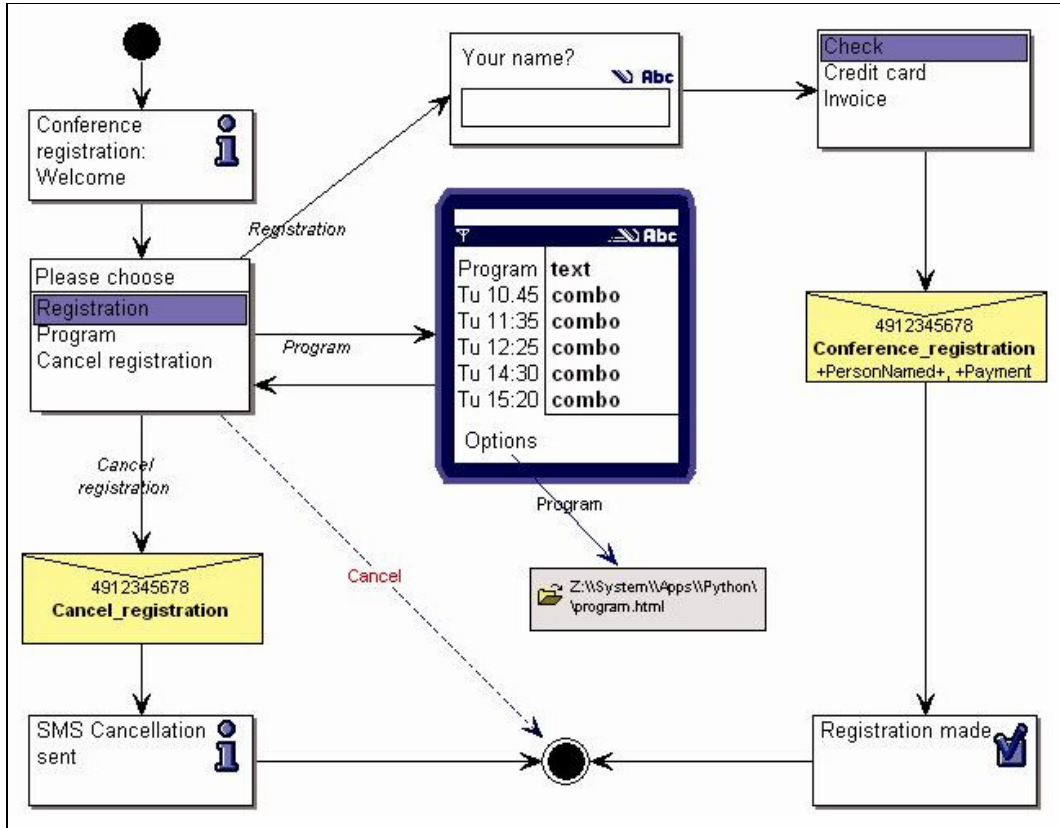 Conference
registration:
Welcome
Your name?
Abc
Check
Credit card
Invoice
Registration
Please choose
Registration
Program
Cancel registration
Program
Abc
Program text
Tu 10.45 combo
Tu 11:35 combo
Tu 12:25 combo
Tu 14:30 combo
Tu 15:20 combo
Options
4912345678
Conference_registration
+PersonNamed+, +Payment
Cancel
registration
Program
Z:\\System\\Apps\\Python\
\program.html
Cancel
4912345678
Cancel_registration
SMS Cancellation
sent
Registration made